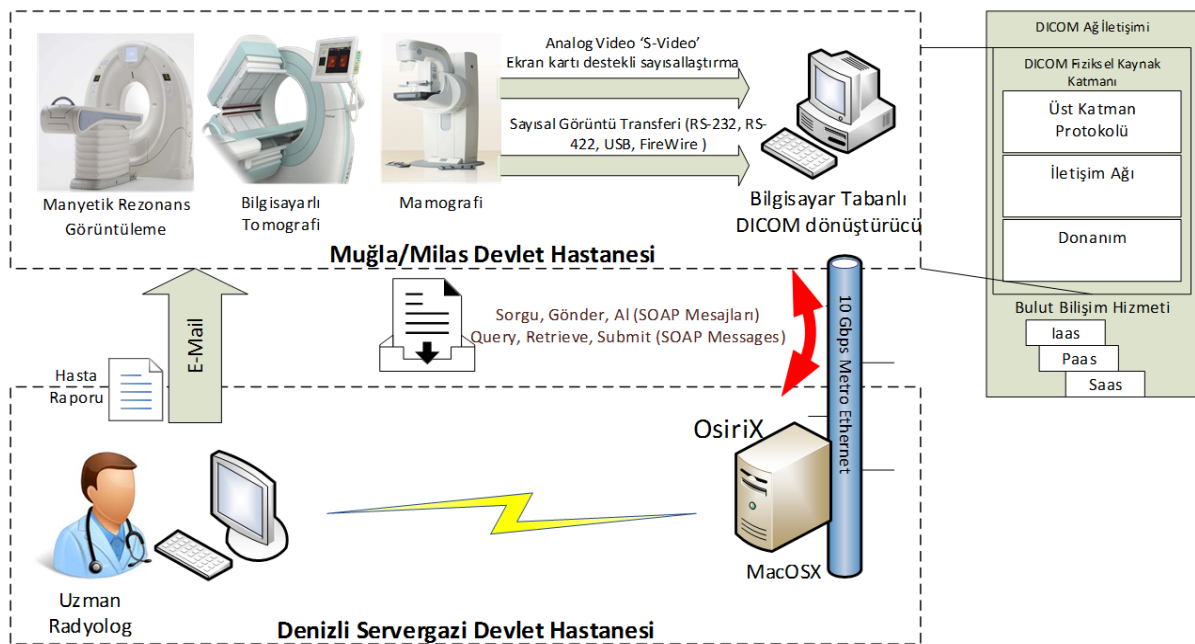 Analog Video ‘S-Video’
Ekran kartı destekli sayısallaştırma
Sayısal Görüntü Transferi (RS-232, RS-
422, USB, FireWire )
Manyetik Rezonans
Görüntüleme
Bilgisayarlı
Tomografi
Mamografi
Bilgisayar Tabanlı
DICOM dönüştürücü
Muğla/Milas Devlet Hastanesi
DICOM Ağ İletişimi
DICOM Fiziksel Kaynak
Katmanı
Üst Katman
Protokolü
İletişim Ağı
Donanım
Bulut Bilişim Hizmeti
Iaas
Paas
Saas
E-Mail
Hasta
Raporu
Sorgu, Gönder, Al (SOAP Mesajları)
Query, Retrieve, Submit (SOAP Messages)
10 Gbps Metro Ethernet
OsiriX
MacOSX
Uzman
Radyolog
Denizli Servergazi Devlet Hastanesi